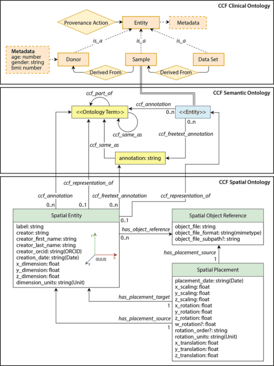 CCF Clinical Ontology
Provenance Action
Entity
Metadata
is_a
is_a
is_a
Metadata
age: number
gender: string
bmi: number
Donor
Sample
Data Set
Derived From
Derived From
CCF Semantic Ontology
ccf_part_of
ccf_annotation
<<Ontology Term>>
<<Entity>>
0..n
ccf_same_as
ccf_freetext_annotation
ccf_same_as
annotation: string
0..n
ccf_representation_of
ccf_representation_of
CCF Spatial Ontology
ccf_annotation
ccf_freetext_annotation
0..n
0..1
0..n
Spatial Entity
0..1
label: string
creator: string
creator_first_name: string
creator_last_name: string
creator_orcid: string(ORCID)
creation_date: string(Date)
x_dimension: float
y_dimension: float
z_dimension: float
dimension_units: string(Unit)
has_object_reference
0..n
Spatial Object Reference
object_file: string
object_file_format: string(mimetype)
object_file_subpath?: string
has_placement_source
1
Spatial Placement
placement_date: string(Date)
x_scaling: float
y_scaling: float
z_scaling: float
x_rotation: float
y_rotation: float
z_rotation: float
w_rotation?: float
rotation_order?: string
rotation_units: string(Unit)
x_translation: float
y_translation: float
z_translation: float
has_placement_target
1
has_placement_source
1